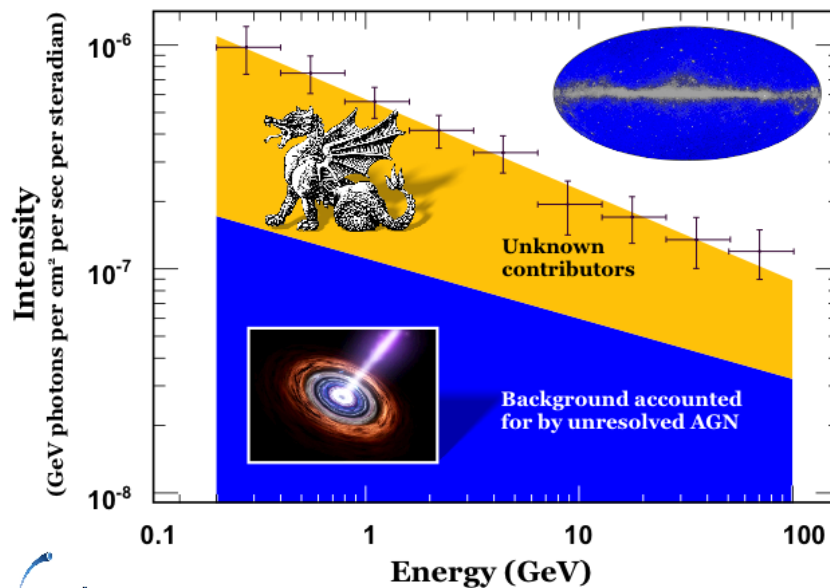 10⁻⁶
10⁻⁷
10⁻⁸
Intensity
(GeV photons per cm² per sec per steradian)
Unknown
contributors
Background accounted
for by unresolved AGN
0.1
1
10
100
Energy (GeV)